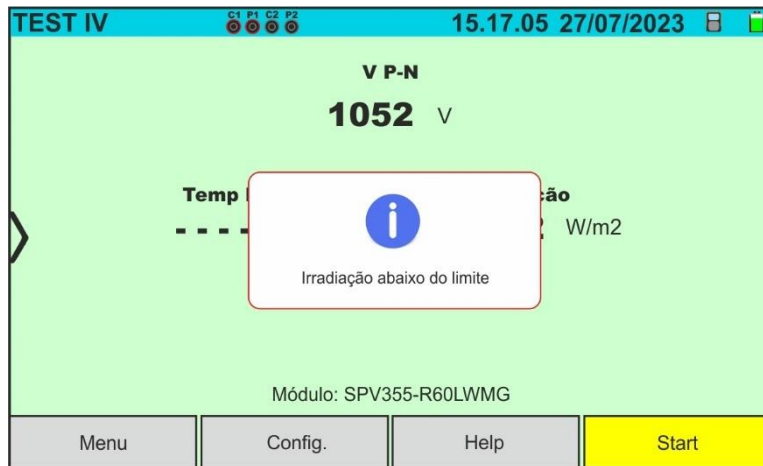 TEST IV C1 P1 C2 P2 15.17.05 27/07/2023
V P-N
1052 V
Temp ção
- - - - W/m2
Irradiação abaixo do limite
Módulo: SPV355-R60LWMG
Menu Config. Help Start